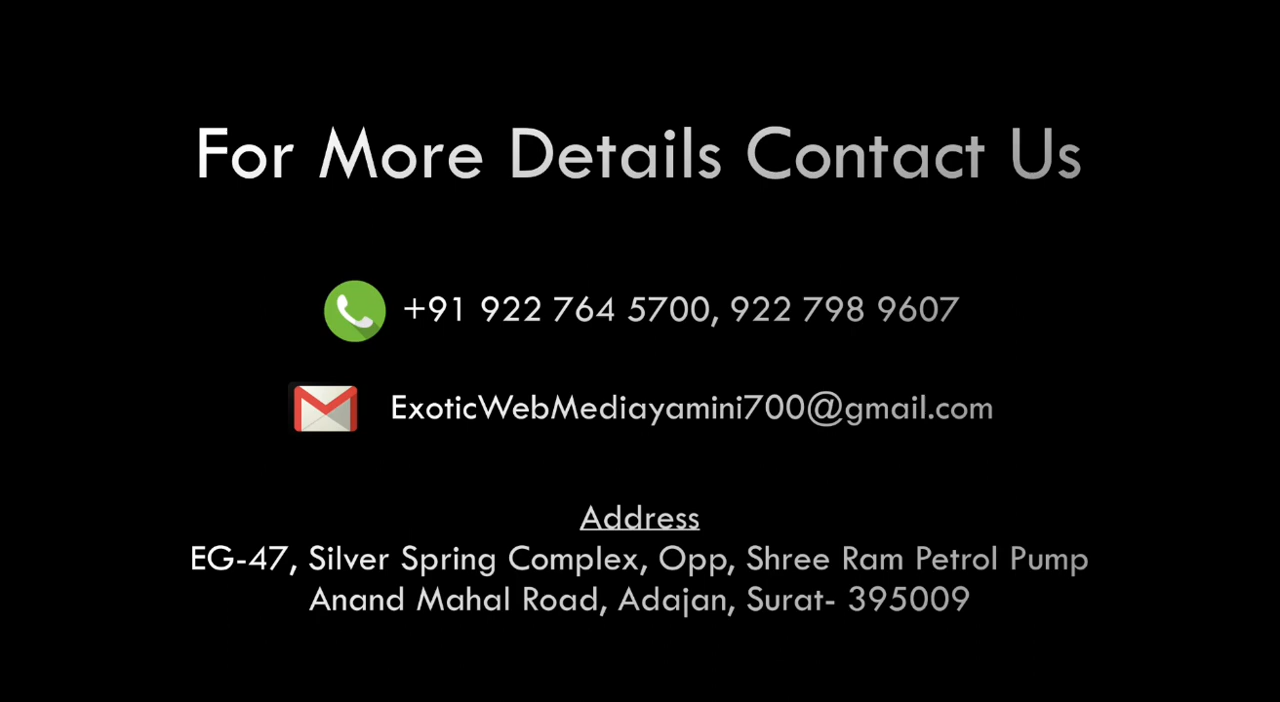 For More Details Contact Us
+91 922 764 5700, 922 798 9607
ExoticWebMediayamini700@gmail.com
Address
EG-47, Silver Spring Complex, Opp, Shree Ram Petrol Pump
Anand Mahal Road, Adajan, Surat- 395009